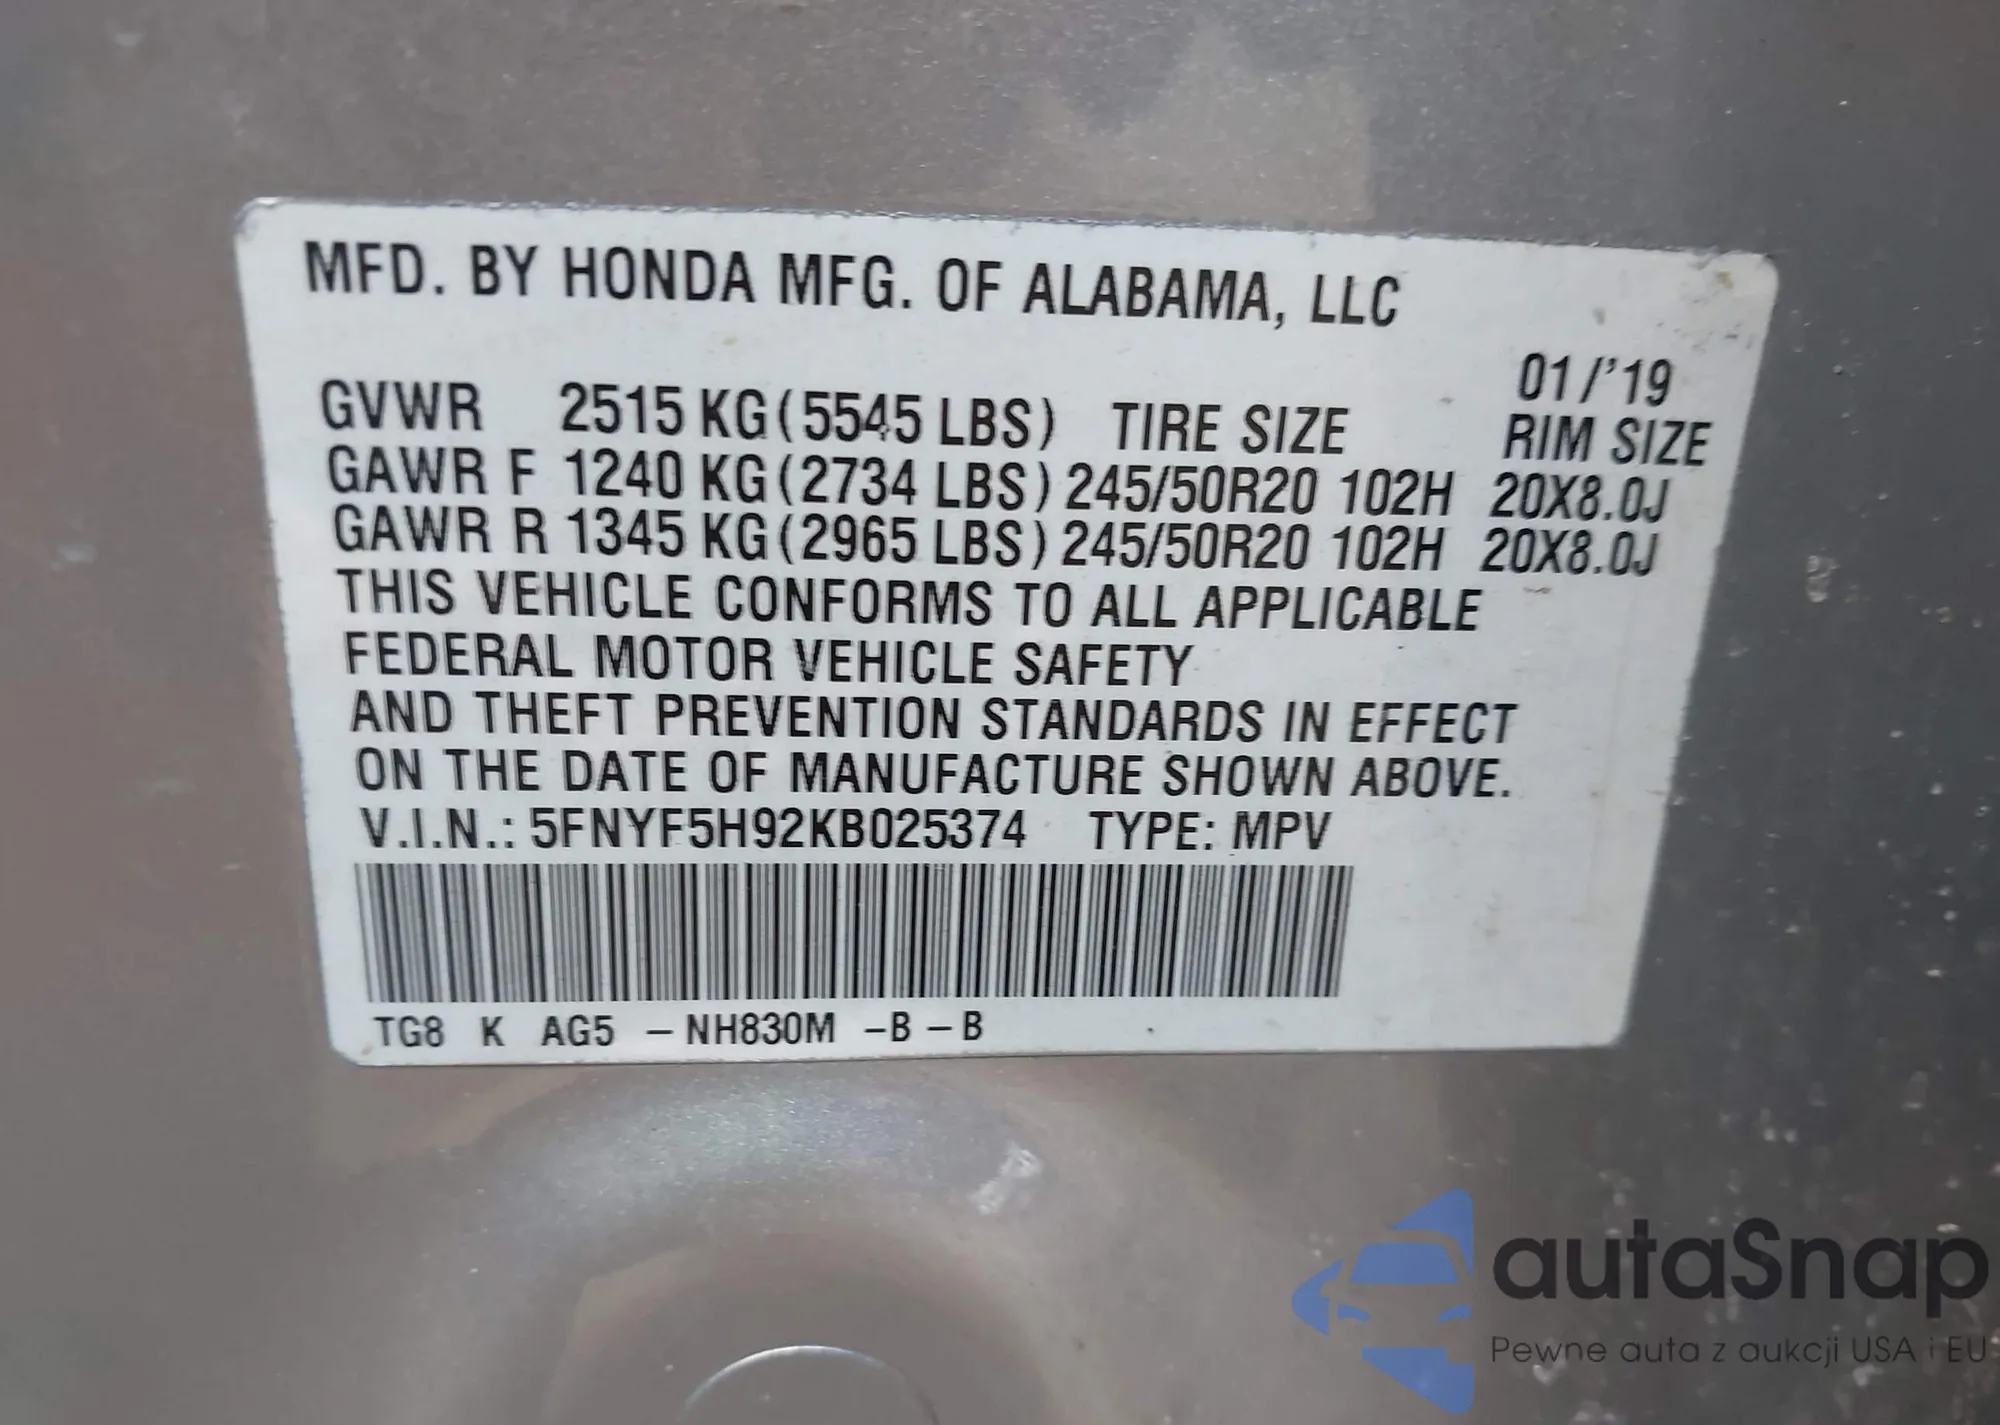 MFD. BY HONDA MFG. OF ALABAMA, LLC
01/'19
GVWR 2515 KG (5545 LBS) TIRE SIZE RIM SIZE
GAWR F 1240 KG (2734 LBS) 245/50R20 102H 20X8.0J
GAWR R 1345 KG (2965 LBS) 245/50R20 102H 20X8.0J
THIS VEHICLE CONFORMS TO ALL APPLICABLE
FEDERAL MOTOR VEHICLE SAFETY
AND THEFT PREVENTION STANDARDS IN EFFECT
ON THE DATE OF MANUFACTURE SHOWN ABOVE.
V.I.N.: 5FNYF5H92KB025374 TYPE: MPV
TG8 K AG5 – NH830M –B – B
autaSnap
Pewne auta z aukcji USA i EU